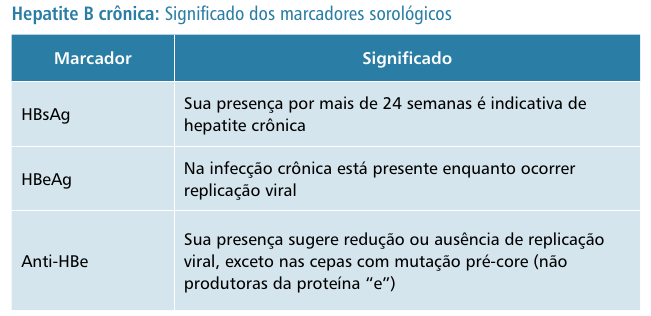 Hepatite B crônica: Significado dos marcadores sorológicos
Marcador
Significado
HBsAg
Sua presença por mais de 24 semanas é indicativa de
hepatite crônica
HBeAg
Na infecção crônica está presente enquanto ocorrer
replicação viral
Anti-HBe
Sua presença sugere redução ou ausência de replicação
viral, exceto nas cepas com mutação pré-core (não
produtoras da proteína “e”)